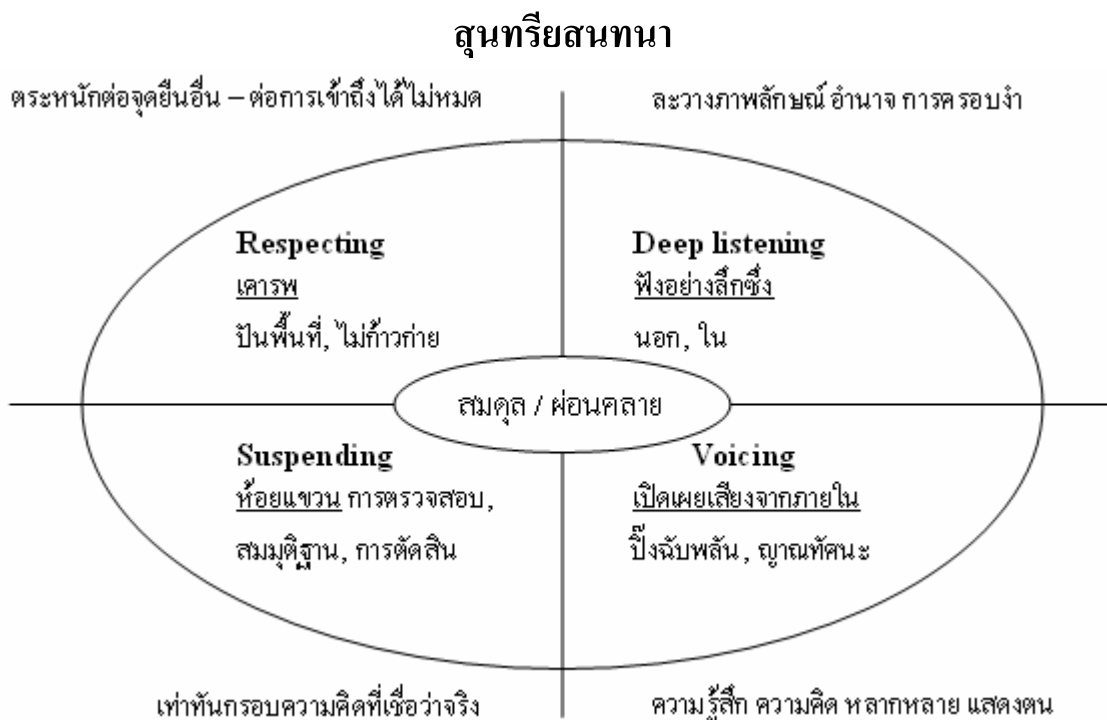 สุนทรียสนทนา
ตระหนักต่อจุดยืนอื่น – ต่อการเข้าถึงได้ไม่หมด
ละวางภาพลักษณ์ อำนาจ การครอบงำ
Respecting
เคารพ
ปันพื้นที่, ไม่ก้าวก่าย
Deep listening
ฟังอย่างลึกซึ้ง
นอก, ใน
สมดุล / ผ่อนคลาย
Suspending
ห้อยแขวน การตรวจสอบ,
สมมุติฐาน, การตัดสิน
Voicing
เปิดเผยเสียงจากภายใน
ปิ๊งฉับพลัน, ญาณทัศนะ
เท่าทันกรอบความคิดที่เชื่อว่าจริง
ความรู้สึก ความคิด หลากหลาย แสดงตน